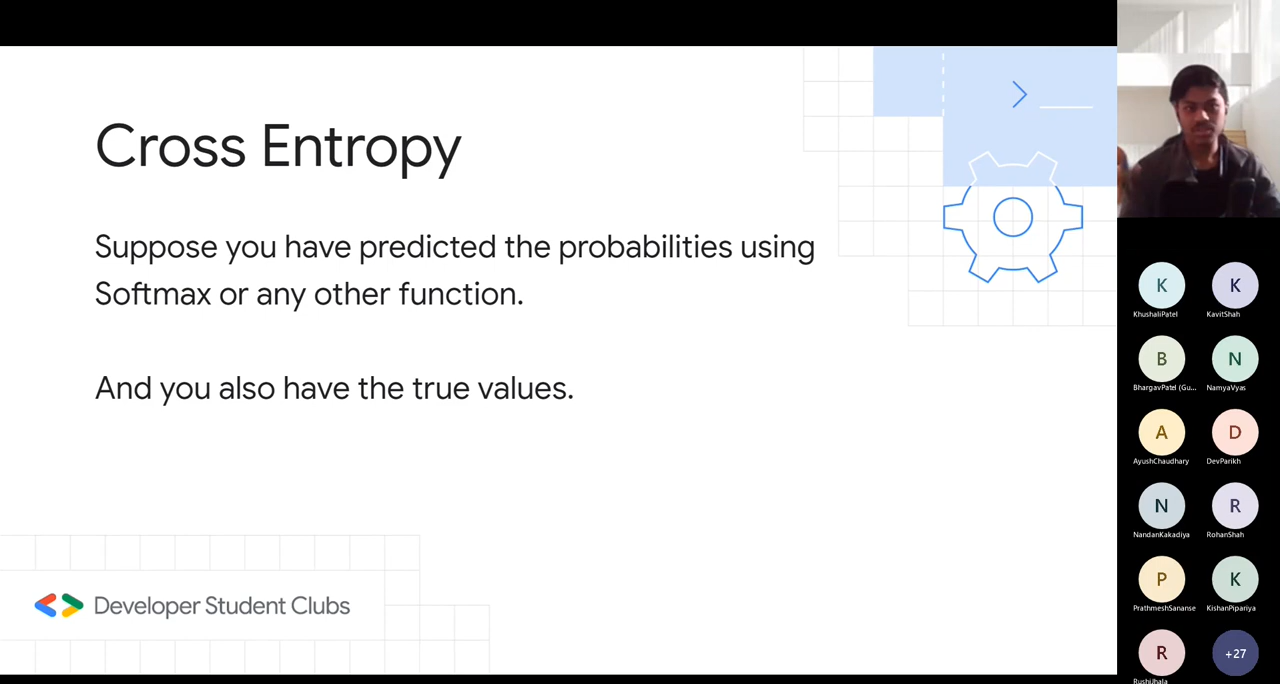 Cross Entropy
Suppose you have predicted the probabilities using
Softmax or any other function.
And you also have the true values.
Developer Student Clubs
K
K
KhushaliPatel
KavitShah
B
N
BhargavPatel (Gu...
NamyaVyas
A
D
AyushChaudhary
DevParikh
N
R
NandanKakadiya
RohanShah
P
K
PrathmeshSananse
KishanPipariya
R
+27
RushiJhala